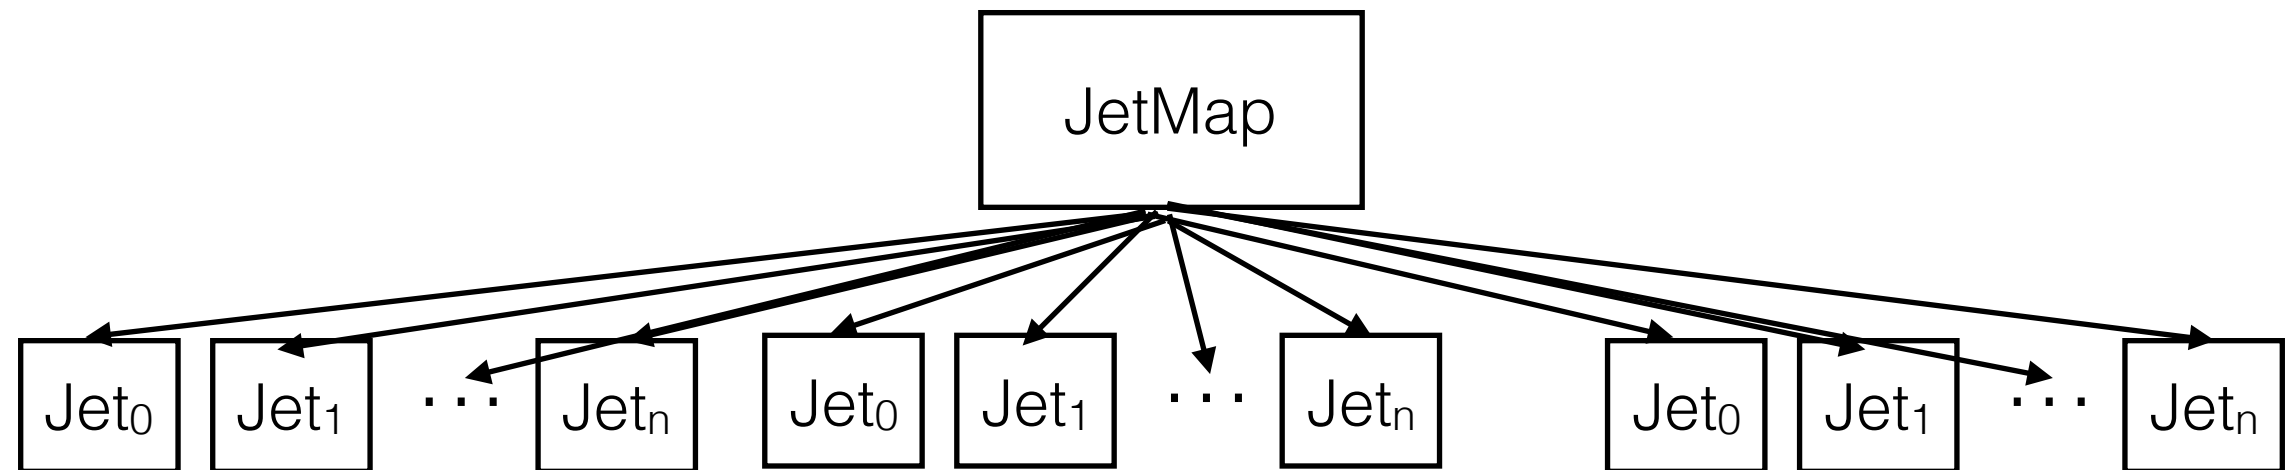 JetMap
Jet₀ Jet₁ ... Jetₙ Jet₀ Jet₁ ... Jetₙ Jet₀ Jet₁ ... Jetₙ